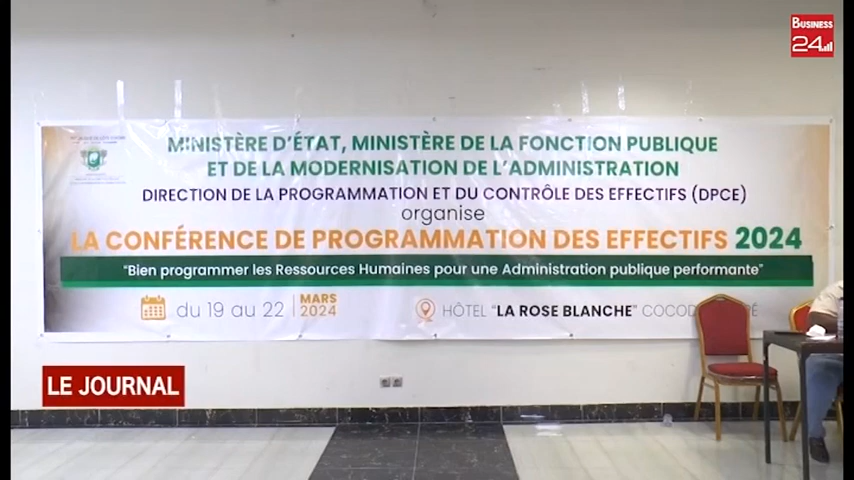 BUSINESS
24
MINISTÈRE D'ÉTAT, MINISTÈRE DE LA FONCTION PUBLIQUE
ET DE LA MODERNISATION DE L'ADMINISTRATION
DIRECTION DE LA PROGRAMMATION ET DU CONTRÔLE DES EFFECTIFS (DPCE)
organise
LA CONFÉRENCE DE PROGRAMMATION DES EFFECTIFS 2024
"Bien programmer les Ressources Humaines pour une Administration publique performante"
du 19 au 22 MARS
2024
HÔTEL "LA ROSE BLANCHE"
LE JOURNAL